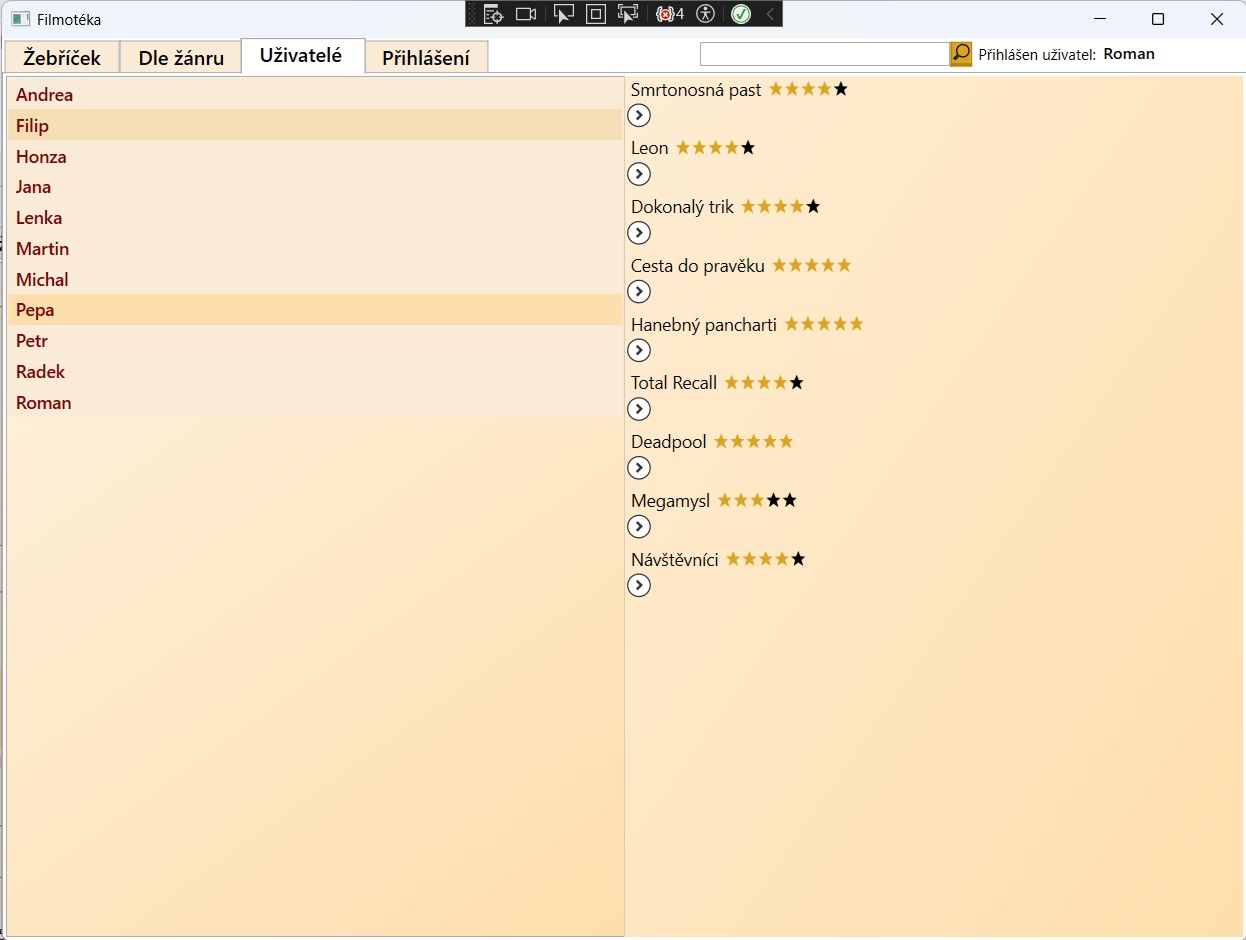 Filmotéka
4
Žebříček
Dle žánru
Uživatelé
Přihlášení
Přihlášen uživatel: Roman
Andrea
Filip
Honza
Jana
Lenka
Martin
Michal
Pepa
Petr
Radek
Roman
Smrtonosná past
Leon
Dokonalý trik
Cesta do pravěku
Hanebný pancharti
Total Recall
Deadpool
Megamysl
Návštěvníci